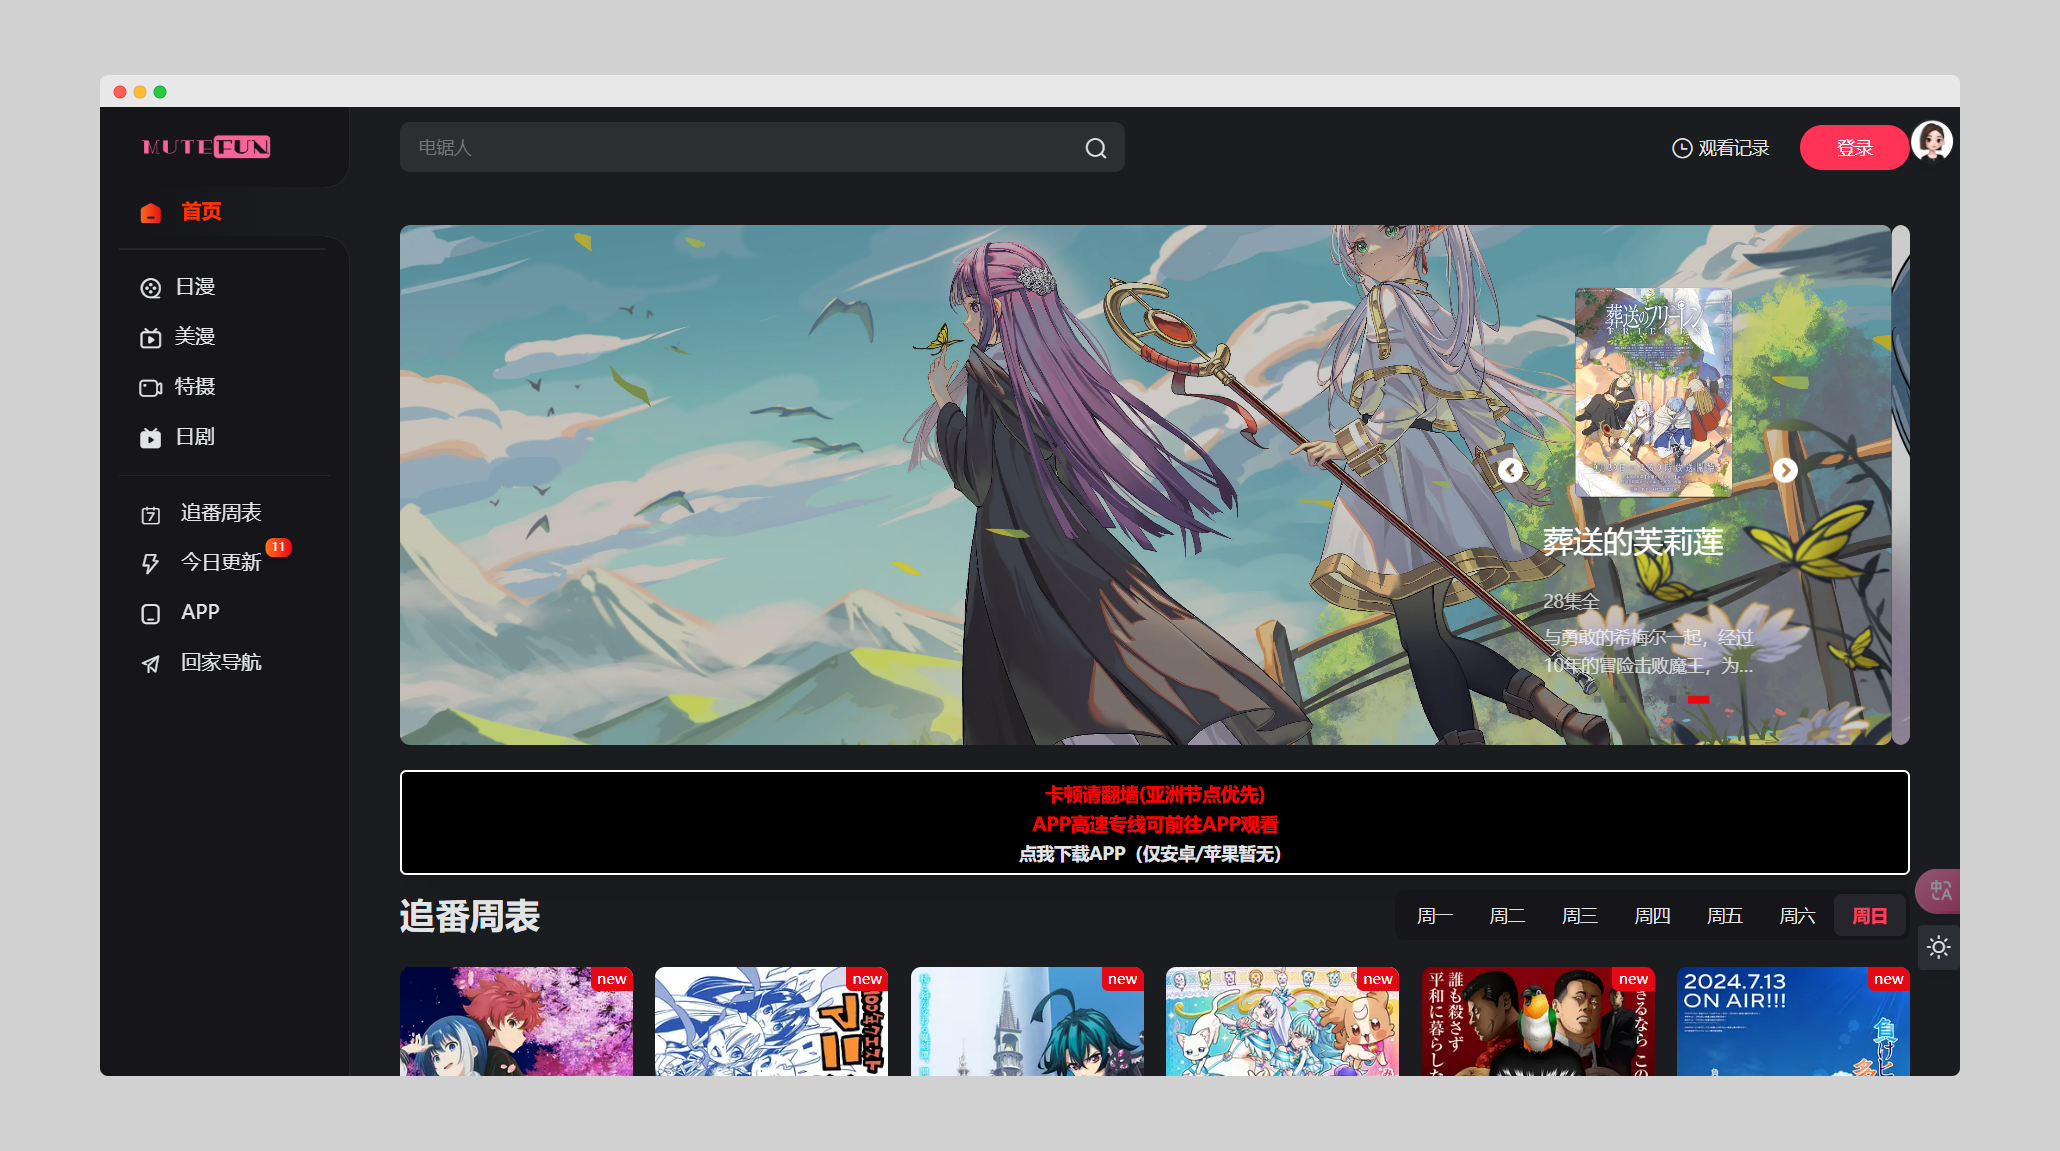 MUTEFUN
电锯人
观看记录
登录
首页
日漫
美漫
特摄
日剧
追番周表
今日更新
11
APP
回家导航
葬送のフリーレン
FRIEREN
葬送的芙莉莲
28集全
与勇敢的希梅尔一起，经过
10年的冒险击败魔王，为...
卡顿请翻墙(亚洲节点优先)
APP高速专线可前往APP观看
点我下载APP（仅安卓/苹果暂无）
追番周表
周一
周二
周三
周四
周五
周六
周日
new
new
new
new
new
誰も殺さず
平和に暮らした
new
2024.7.13
ON AIR!!!
負けヒ